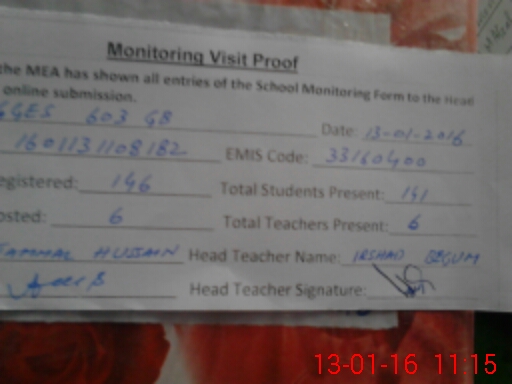 Monitoring Visit Proof
the MEA has shown all entries of the School Monitoring Form to the Head
online submission.
GGES 603 GB Date: 13-01-2016
1601131108182 EMIS Code: 33160400
egistered: 146 Total Students Present: 141
osted: 6 Total Teachers Present: 6
HUSSAIN Head Teacher Name: IRSHAD BEGUM
Head Teacher Signature:
13-01-16 11:15